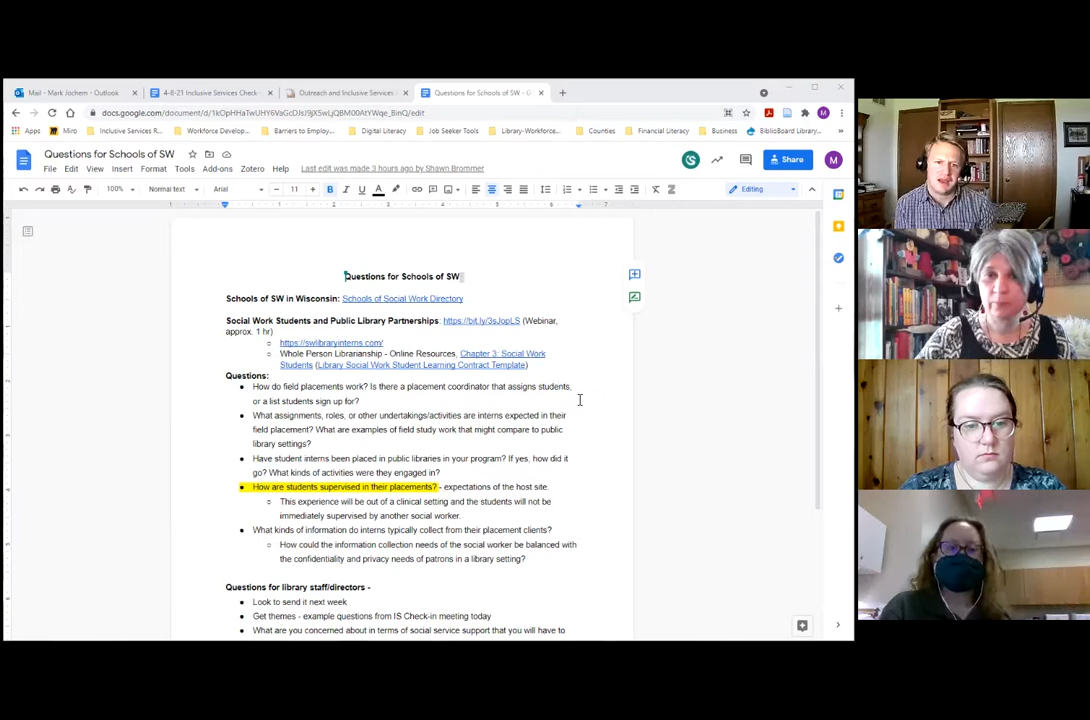 Mail - Mark Jochem - Outlook
4-8-21 Inclusive Services Check
Outreach and Inclusive Services
Questions for Schools of SW - G
docs.google.com/document/d/
/edit
Apps
Miro
Inclusive Services R...
Workforce Develop...
Barriers to Employ...
Digital Literacy
Job Seeker Tools
Library-Workforce...
Counties
Financial Literacy
Business
BiblioBoard Library...
Questions for Schools of SW
File Edit View Insert Format Tools Add-ons Zotero Help
Last edit was made 3 hours ago by Shawn Brommer
Share
M
100%
Normal text
Arial
11
Editing
Questions for Schools of SW
Schools of SW in Wisconsin: Schools of Social Work Directory
Social Work Students and Public Library Partnerships: https://bit.ly/3sJopLS (Webinar,
approx. 1 hr)
https://swlibraryinterns.com/
Whole Person Librarianship - Online Resources, Chapter 3: Social Work
Students (Library Social Work Student Learning Contract Template)
Questions:
How do field placements work? Is there a placement coordinator that assigns students,
or a list students sign up for?
What assignments, roles, or other undertakings/activities are interns expected in their
field placement? What are examples of field study work that might compare to public
library settings?
Have student interns been placed in public libraries in your program? If yes, how did it
go? What kinds of activities were they engaged in?
How are students supervised in their placements? - expectations of the host site.
This experience will be out of a clinical setting and the students will not be
immediately supervised by another social worker.
What kinds of information do interns typically collect from their placement clients?
How could the information collection needs of the social worker be balanced with
the confidentiality and privacy needs of patrons in a library setting?
Questions for library staff/directors -
Look to send it next week
Get themes - example questions from IS Check-in meeting today
What are you concerned about in terms of social service support that you will have to